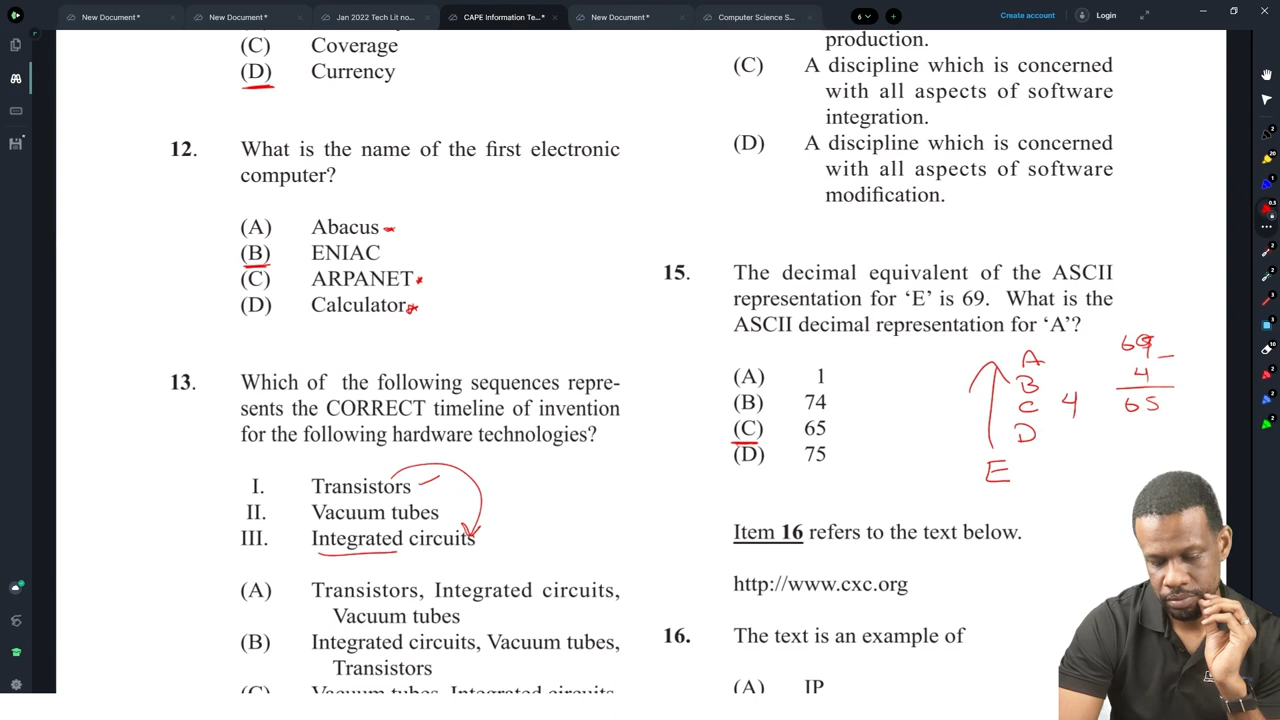 New Document*
New Document*
Jan 2022 Tech Lit no...
CAPE Information Te...*
New Document*
Computer Science S...
6
Create account
Login
(C) Coverage
(D) Currency
12. What is the name of the first electronic
computer?
(A) Abacus
(B) ENIAC
(C) ARPANET
(D) Calculator
13. Which of the following sequences repre-
sents the CORRECT timeline of invention
for the following hardware technologies?
I. Transistors
II. Vacuum tubes
III. Integrated circuits
(A) Transistors, Integrated circuits,
Vacuum tubes
(B) Integrated circuits, Vacuum tubes,
Transistors
(C) Vacuum tubes, Integrated circuits
production.
(C) A discipline which is concerned
with all aspects of software
integration.
(D) A discipline which is concerned
with all aspects of software
modification.
15. The decimal equivalent of the ASCII
representation for ‘E’ is 69. What is the
ASCII decimal representation for ‘A’?
(A) 1
(B) 74
(C) 65
(D) 75
A
B
C 4
D
E
69 -
4
65
Item 16 refers to the text below.
http://www.cxc.org
16. The text is an example of
(A) IP